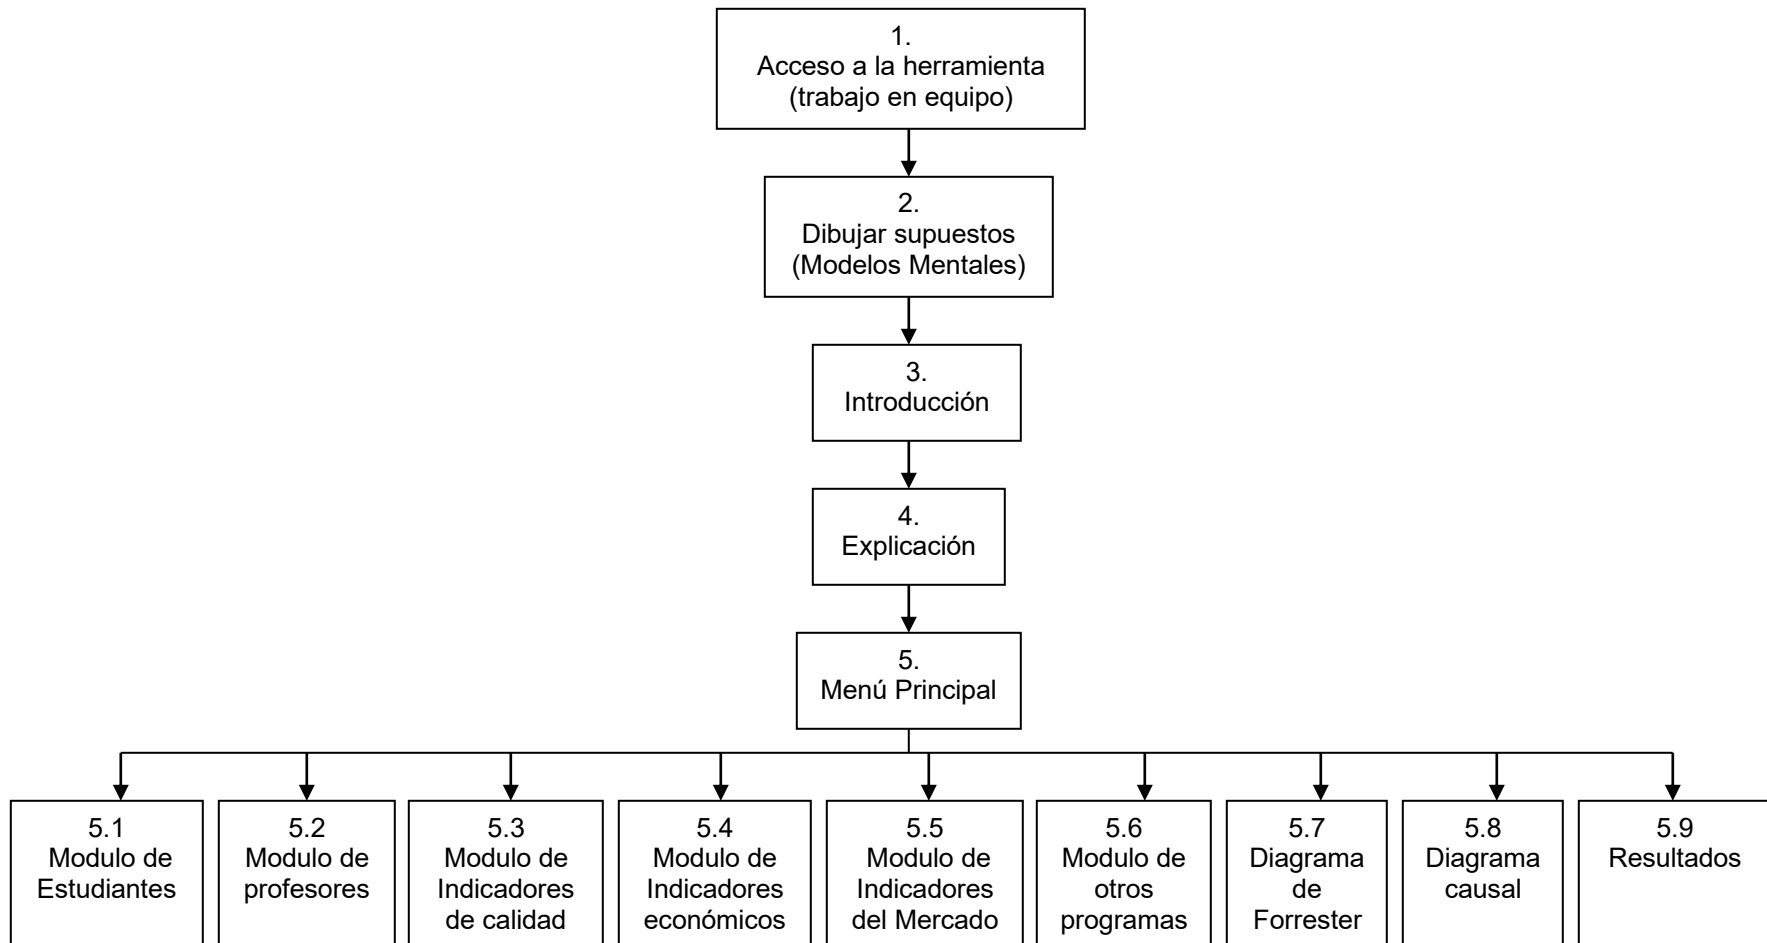 1.
Acceso a la herramienta
(trabajo en equipo)
2.
Dibujar supuestos
(Modelos Mentales)
3.
Introducción
4.
Explicación
5.
Menú Principal
5.1
Modulo de
Estudiantes
5.2
Modulo de
profesores
5.3
Modulo de
Indicadores
de calidad
5.4
Modulo de
Indicadores
económicos
5.5
Modulo de
Indicadores
del Mercado
5.6
Modulo de
otros
programas
5.7
Diagrama
de
Forrester
5.8
Diagrama
causal
5.9
Resultados